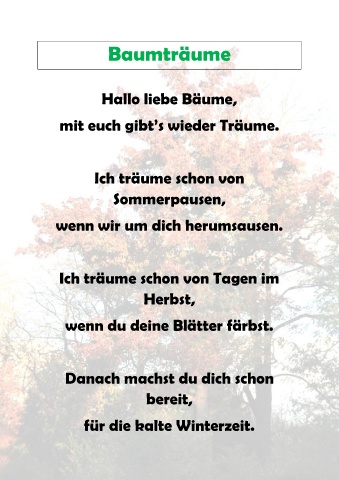 Baumträume
Hallo liebe Bäume,
mit euch gibt's wieder Träume.
Ich träume schon von
Sommerpausen,
wenn wir um dich herumsausen.
Ich träume schon von Tagen im
Herbst,
wenn du deine Blätter färbst.
Danach machst du dich schon
bereit,
für die kalte Winterzeit.